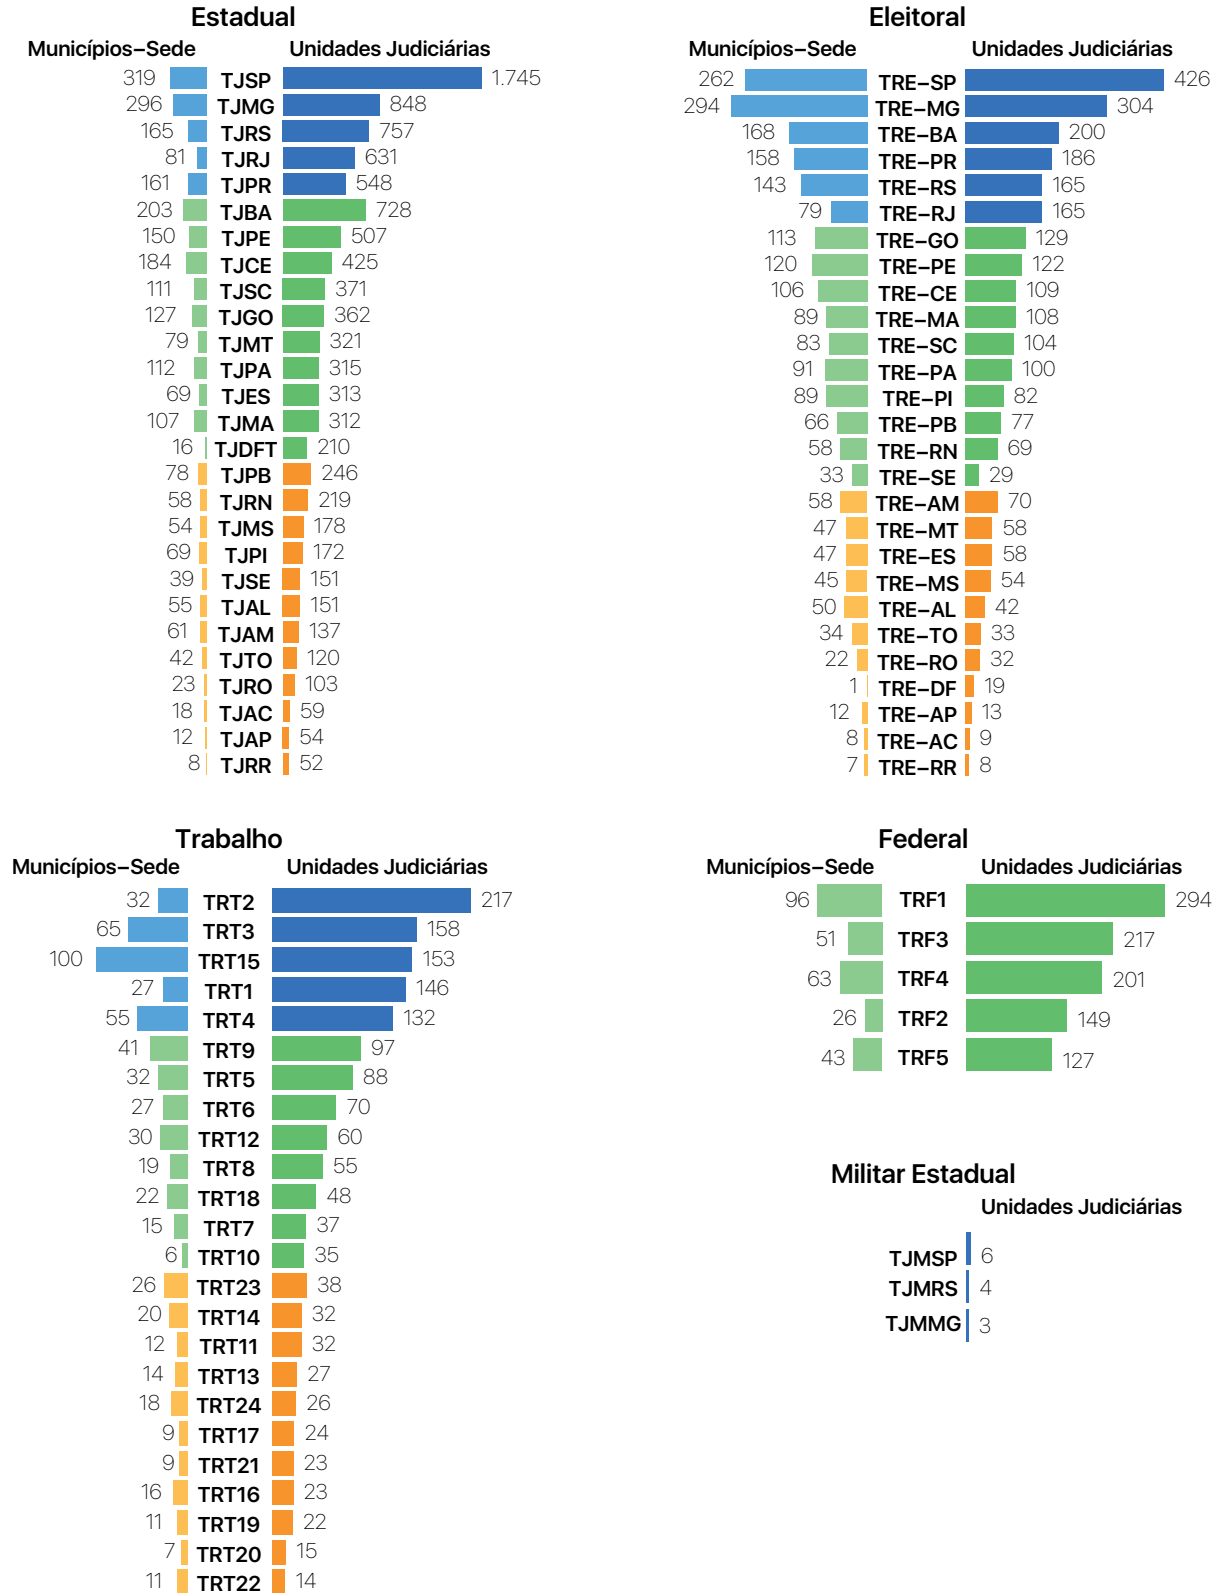 Estadual
Municípios–Sede Unidades Judiciárias
319 TJSP 1.745
296 TJMG 848
165 TJRS 757
81 TJRJ 631
161 TJPR 548
203 TJBA 728
150 TJPE 507
184 TJCE 425
111 TJSC 371
127 TJGO 362
79 TJMT 321
112 TJPA 315
69 TJES 313
107 TJMA 312
16 TJDFT 210
78 TJPB 246
58 TJRN 219
54 TJMS 178
69 TJPI 172
39 TJSE 151
55 TJAL 151
61 TJAM 137
42 TJTO 120
23 TJRO 103
18 TJAC 59
12 TJAP 54
8 TJRR 52
Eleitoral
Municípios–Sede Unidades Judiciárias
262 TRE–SP 426
294 TRE–MG 304
168 TRE–BA 200
158 TRE–PR 186
143 TRE–RS 165
79 TRE–RJ 165
113 TRE–GO 129
120 TRE–PE 122
106 TRE–CE 109
89 TRE–MA 108
83 TRE–SC 104
91 TRE–PA 100
89 TRE–PI 82
66 TRE–PB 77
58 TRE–RN 69
33 TRE–SE 29
58 TRE–AM 70
47 TRE–MT 58
47 TRE–ES 58
45 TRE–MS 54
50 TRE–AL 42
34 TRE–TO 33
22 TRE–RO 32
1 TRE–DF 19
12 TRE–AP 13
8 TRE–AC 9
7 TRE–RR 8
Trabalho
Municípios–Sede Unidades Judiciárias
32 TRT2 217
65 TRT3 158
100 TRT15 153
27 TRT1 146
55 TRT4 132
41 TRT9 97
32 TRT5 88
27 TRT6 70
30 TRT12 60
19 TRT8 55
22 TRT18 48
15 TRT7 37
6 TRT10 35
26 TRT23 38
20 TRT14 32
12 TRT11 32
14 TRT13 27
18 TRT24 26
9 TRT17 24
9 TRT21 23
16 TRT16 23
11 TRT19 22
7 TRT20 15
11 TRT22 14
Federal
Municípios–Sede Unidades Judiciárias
96 TRF1 294
51 TRF3 217
63 TRF4 201
26 TRF2 149
43 TRF5 127
Militar Estadual
Unidades Judiciárias
TJMSP 6
TJMRS 4
TJMMG 3